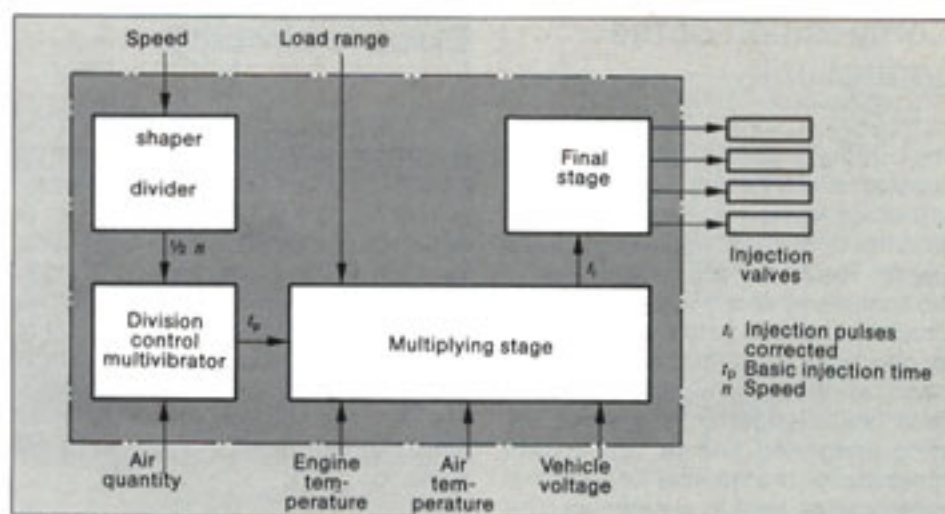 Speed
Load range
shaper
divider
Final
stage
½ n
Injection
valves
tᵢ
Division
control
multivibrator
tₚ
Multiplying stage
tᵢ Injection pulses
corrected
tₚ Basic injection time
n Speed
Air
quantity
Engine
tem-
perature
Air
tem-
perature
Vehicle
voltage